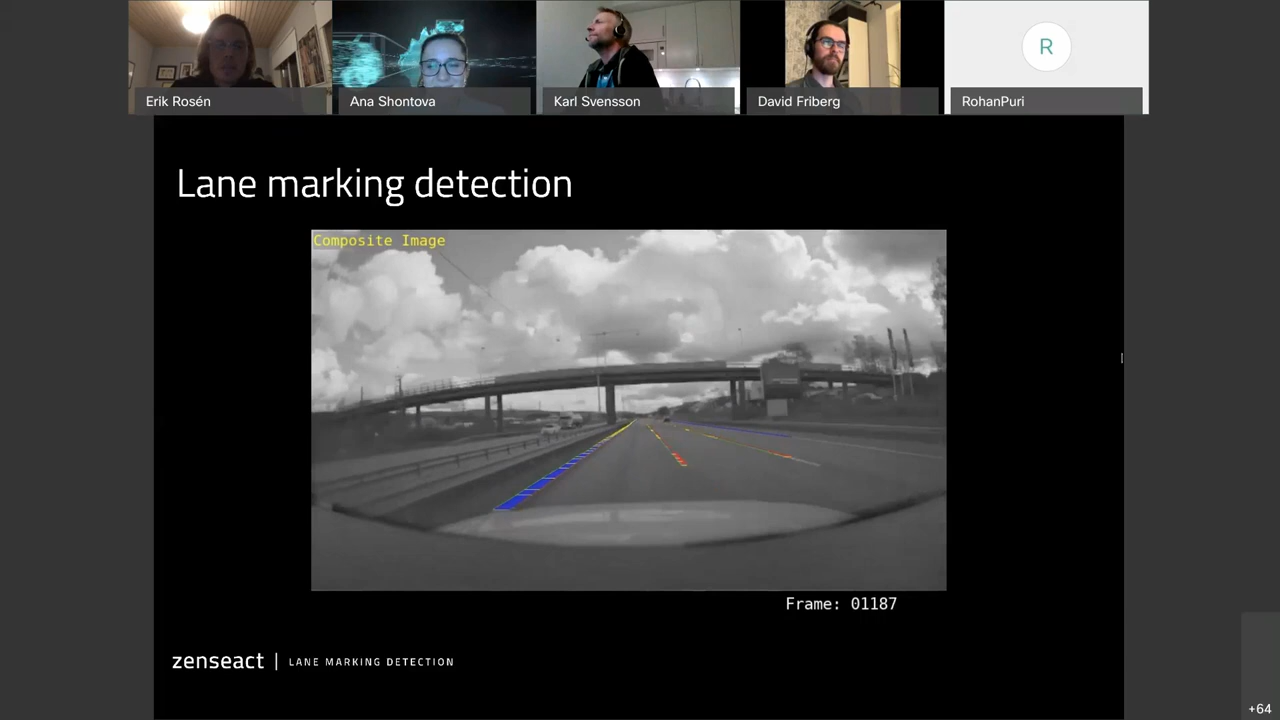 Erik Rosén
Ana Shontova
Karl Svensson
David Friberg
R
RohanPuri
Lane marking detection
Composite Image
Frame: 01187
zenseact | LANE MARKING DETECTION
+64